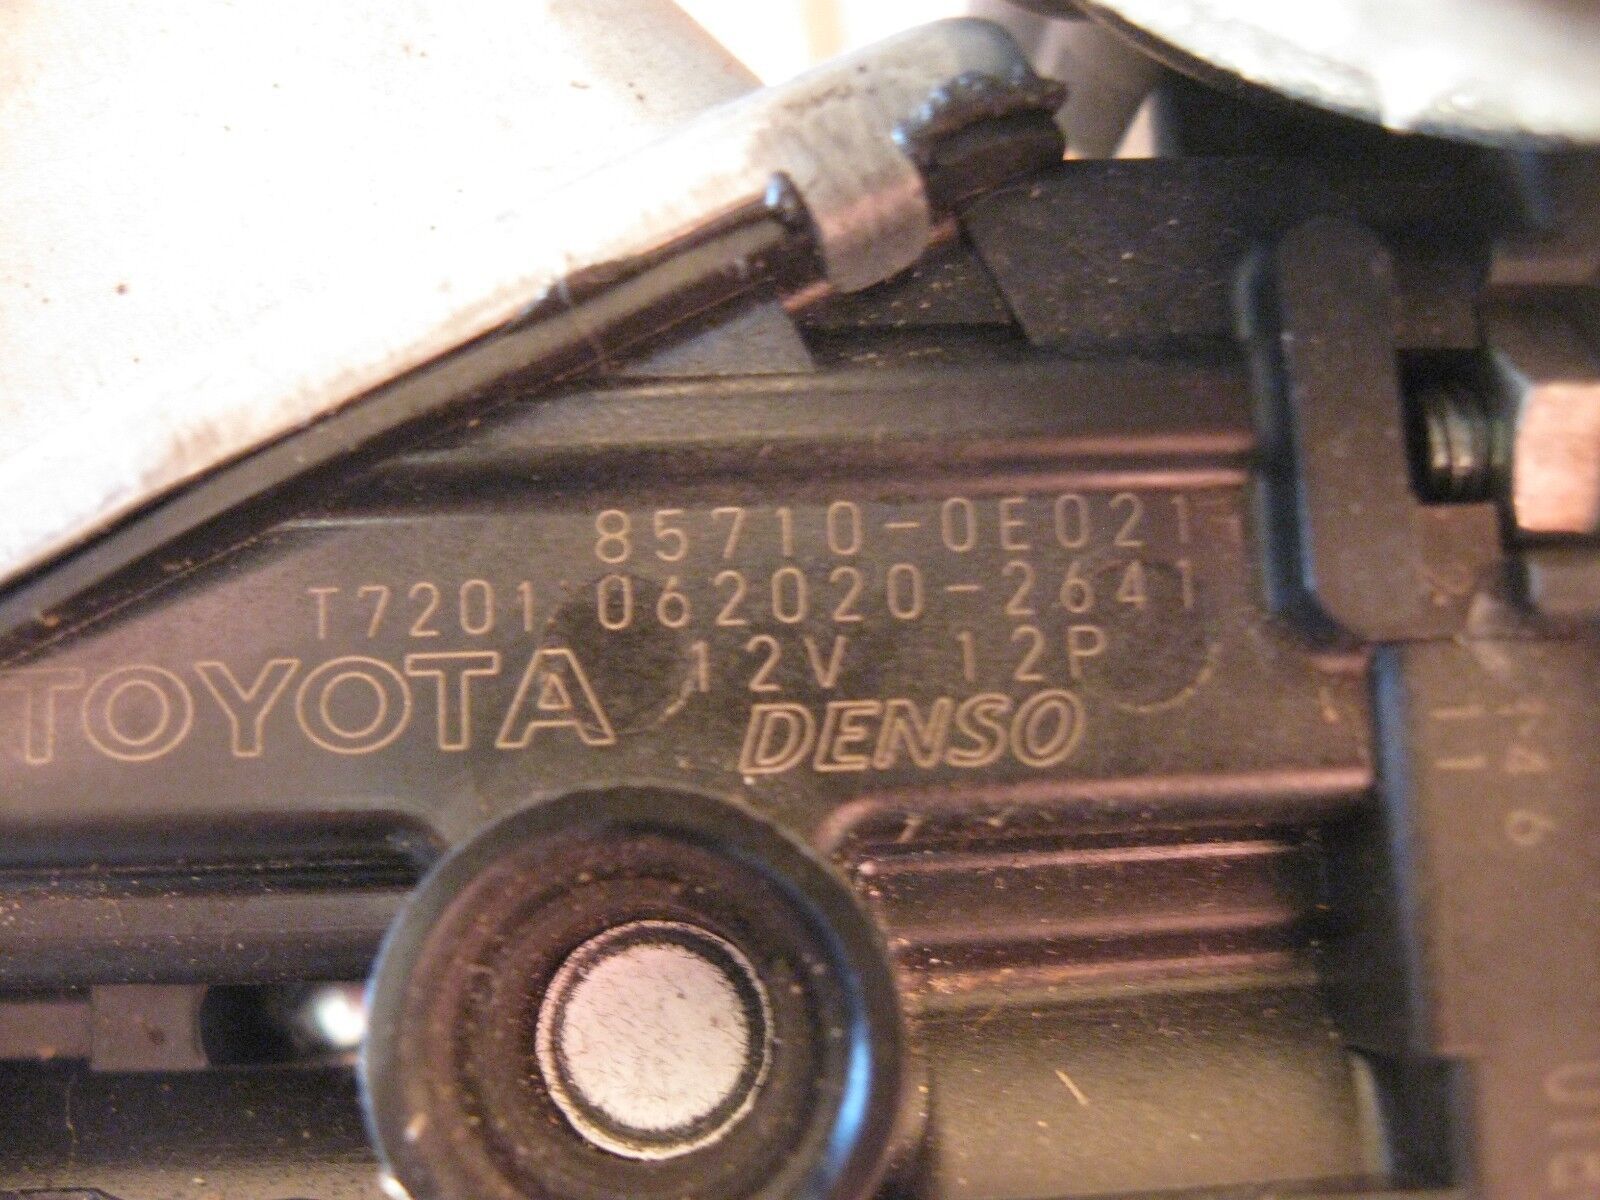 85710-0E021
T7201 062020-2641
12V 12P
TOYOTA DENSO